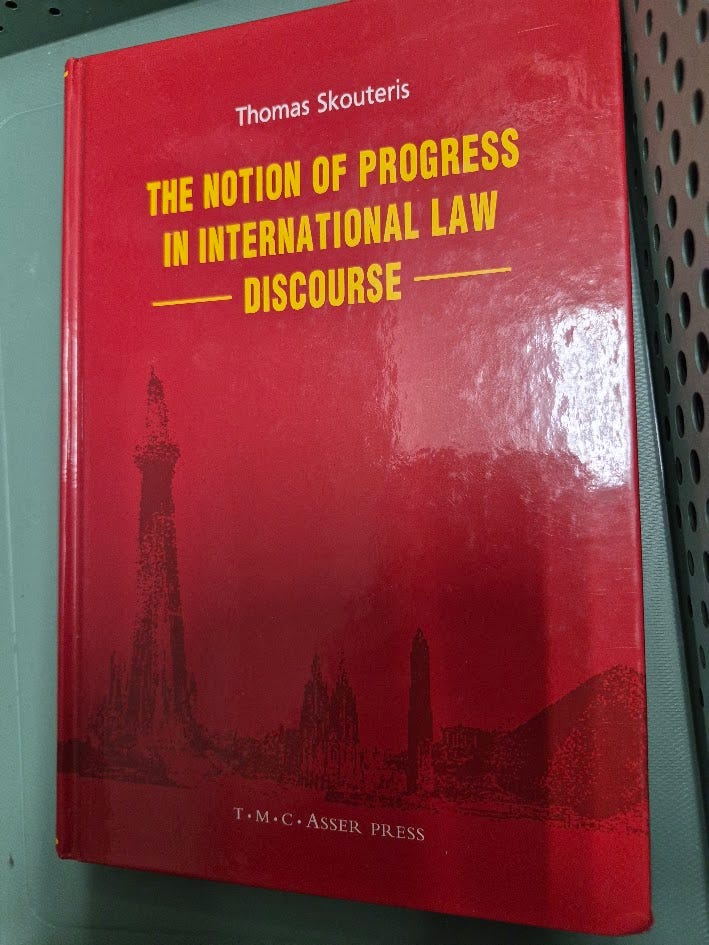 Thomas Skouteris
THE NOTION OF PROGRESS
IN INTERNATIONAL LAW
DISCOURSE
T•M•C•ASSER PRESS